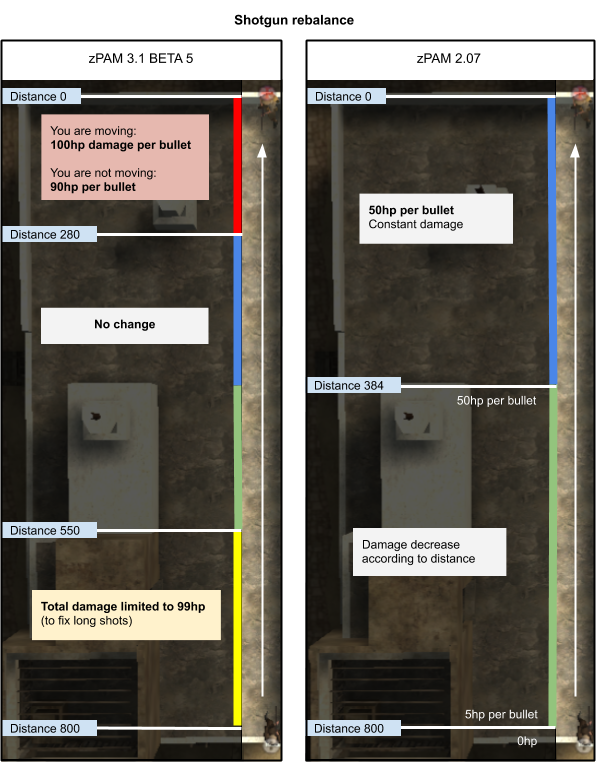 Shotgun rebalance
zPAM 3.1 BETA 5
Distance 0
You are moving:
100hp damage per bullet
You are not moving:
90hp per bullet
Distance 280
No change
Distance 550
Total damage limited to 99hp
(to fix long shots)
Distance 800
zPAM 2.07
Distance 0
50hp per bullet
Constant damage
Distance 384
50hp per bullet
Damage decrease
according to distance
5hp per bullet
Distance 800
0hp